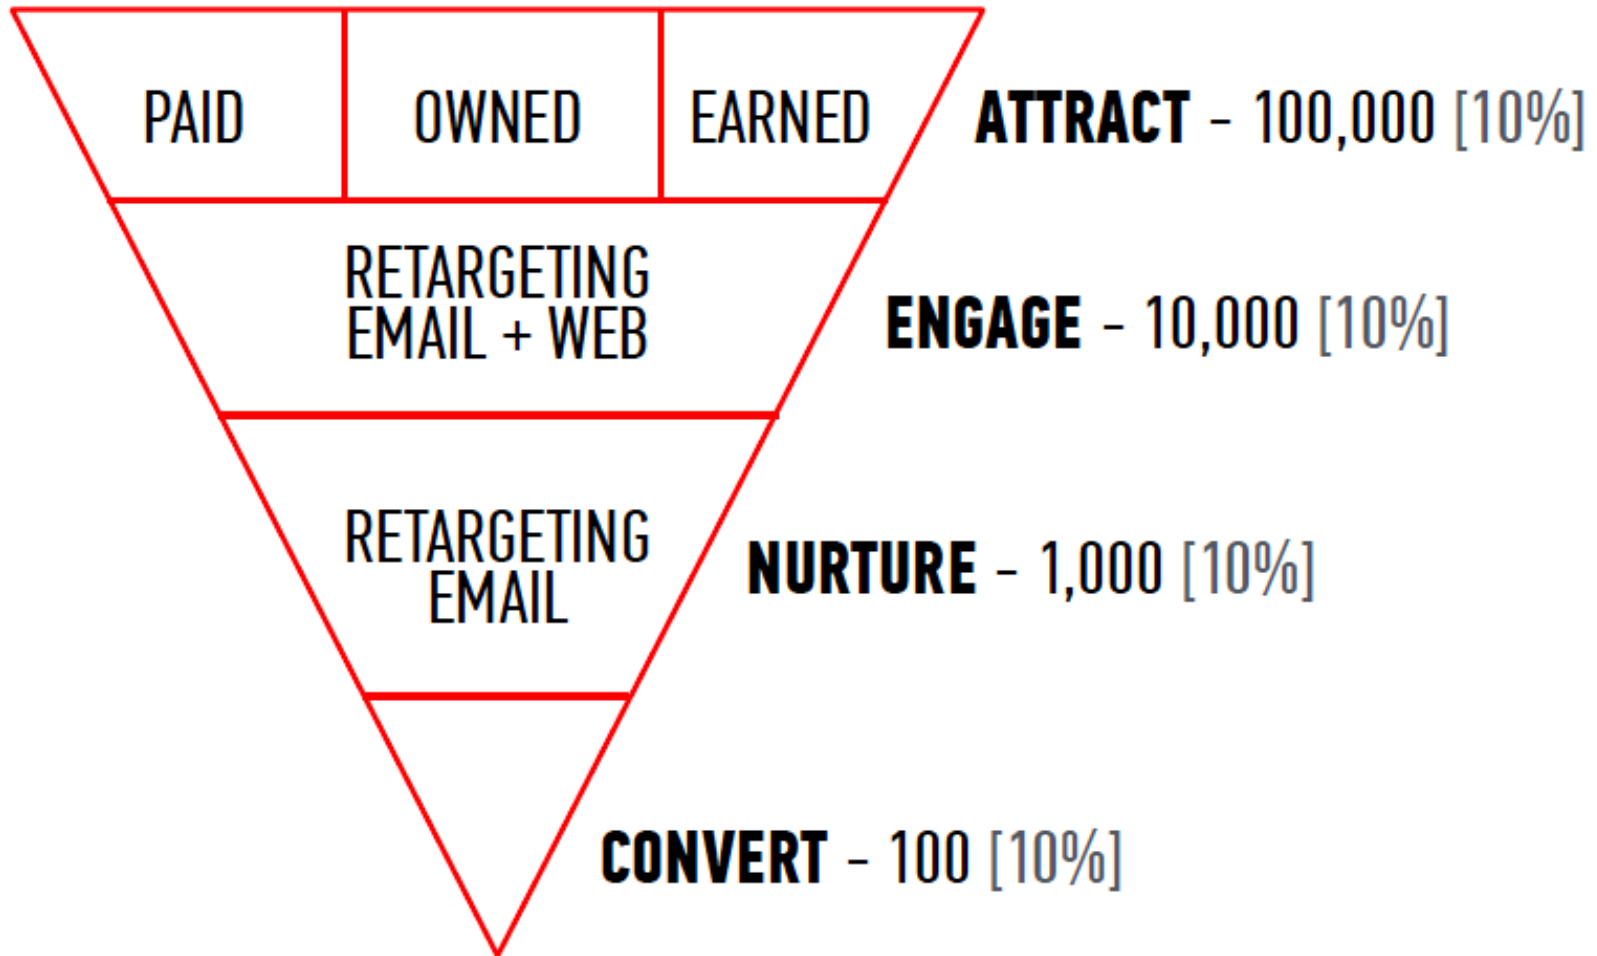 PAID OWNED EARNED ATTRACT - 100,000 [10%]
RETARGETING
EMAIL + WEB
ENGAGE - 10,000 [10%]
RETARGETING
EMAIL
NURTURE - 1,000 [10%]
CONVERT - 100 [10%]